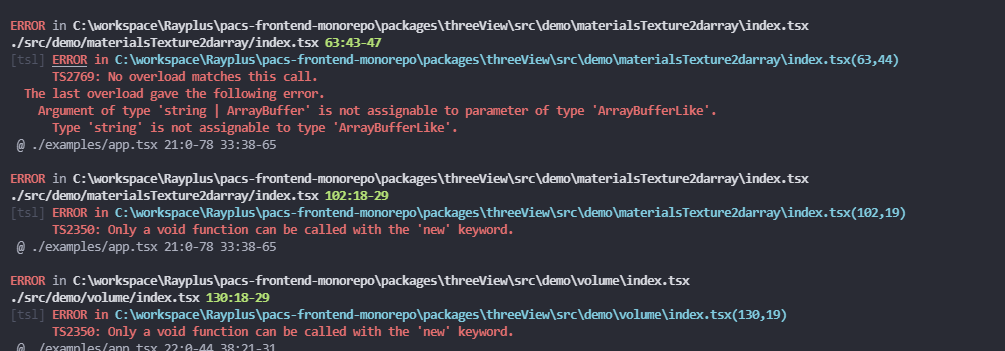 ERROR in C:\workspace\Rayplus\pacs-frontend-monorepo\packages\threeView\src\demo\materialsTexture2darray\index.tsx
./src/demo/materialsTexture2darray/index.tsx 63:43-47
[tsl] ERROR in C:\workspace\Rayplus\pacs-frontend-monorepo\packages\threeView\src\demo\materialsTexture2darray\index.tsx(63,44)
TS2769: No overload matches this call.
The last overload gave the following error.
Argument of type 'string | ArrayBuffer' is not assignable to parameter of type 'ArrayBufferLike'.
Type 'string' is not assignable to type 'ArrayBufferLike'.
@ ./examples/app.tsx 21:0-78 33:38-65
ERROR in C:\workspace\Rayplus\pacs-frontend-monorepo\packages\threeView\src\demo\materialsTexture2darray\index.tsx
./src/demo/materialsTexture2darray/index.tsx 102:18-29
[tsl] ERROR in C:\workspace\Rayplus\pacs-frontend-monorepo\packages\threeView\src\demo\materialsTexture2darray\index.tsx(102,19)
TS2350: Only a void function can be called with the 'new' keyword.
@ ./examples/app.tsx 21:0-78 33:38-65
ERROR in C:\workspace\Rayplus\pacs-frontend-monorepo\packages\threeView\src\demo\volume\index.tsx
./src/demo/volume/index.tsx 130:18-29
[tsl] ERROR in C:\workspace\Rayplus\pacs-frontend-monorepo\packages\threeView\src\demo\volume\index.tsx(130,19)
TS2350: Only a void function can be called with the 'new' keyword.
@ ./examples/app.tsx 22:0-44 38:21-31